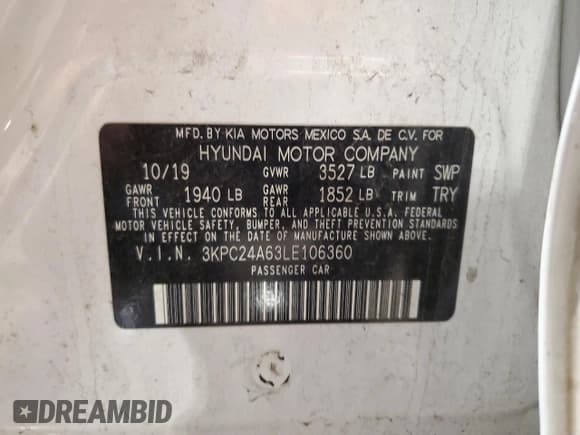 MFD. BY KIA MOTORS MEXICO S.A. DE C.V. FOR
HYUNDAI MOTOR COMPANY
10/19 GVWR 3527 LB PAINT SWP
GAWR FRONT 1940 LB GAWR REAR 1852 LB TRIM TRY
THIS VEHICLE CONFORMS TO ALL APPLICABLE U.S.A. FEDERAL
MOTOR VEHICLE SAFETY, BUMPER, AND THEFT PREVENTION STANDARDS
IN EFFECT ON THE DATE OF MANUFACTURE SHOWN ABOVE.
V.I.N. 3KPC24A63LE106360
PASSENGER CAR
DREAMBID